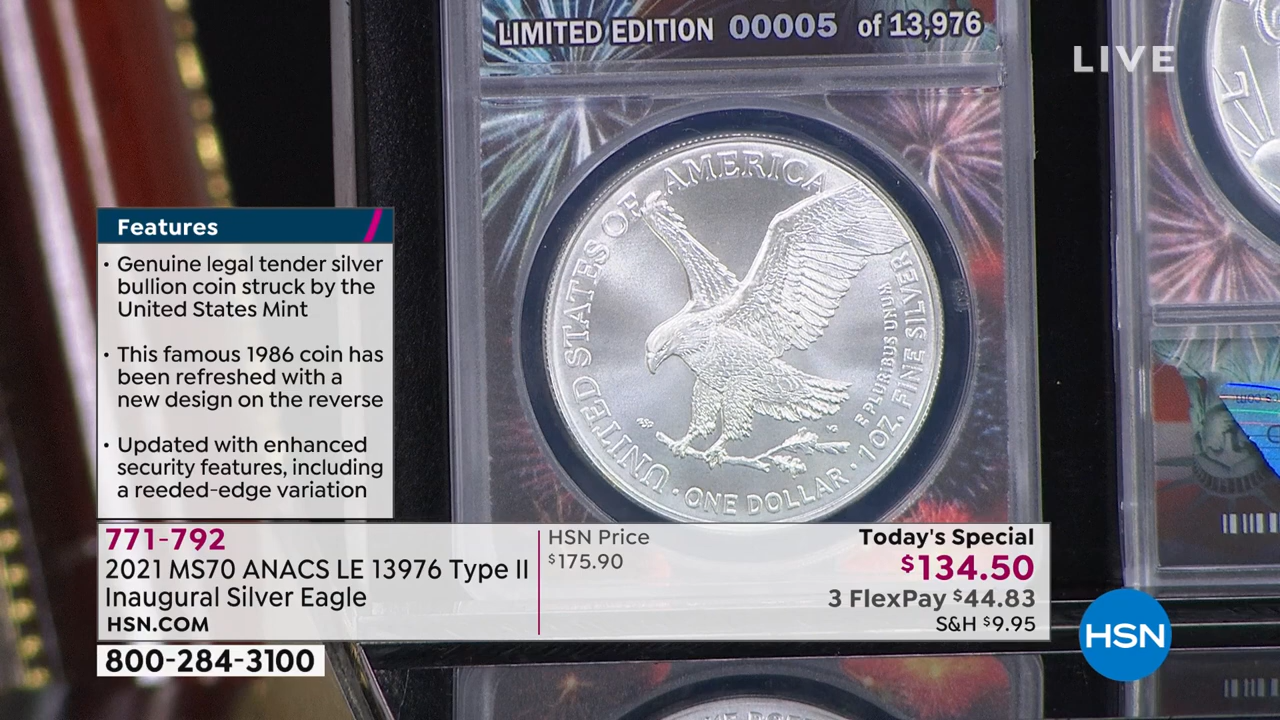 LIMITED EDITION 00005 of 13,976
LIVE
UNITED STATES OF AMERICA
E PLURIBUS UNUM
· ONE DOLLAR · 1 OZ. FINE SILVER
Features
· Genuine legal tender silver
bullion coin struck by the
United States Mint
· This famous 1986 coin has
been refreshed with a
new design on the reverse
· Updated with enhanced
security features, including
a reeded-edge variation
771-792
2021 MS70 ANACS LE 13976 Type II
Inaugural Silver Eagle
HSN.COM
HSN Price
$175.90
Today's Special
$134.50
3 FlexPay $44.83
S&H $9.95
800-284-3100
HSN